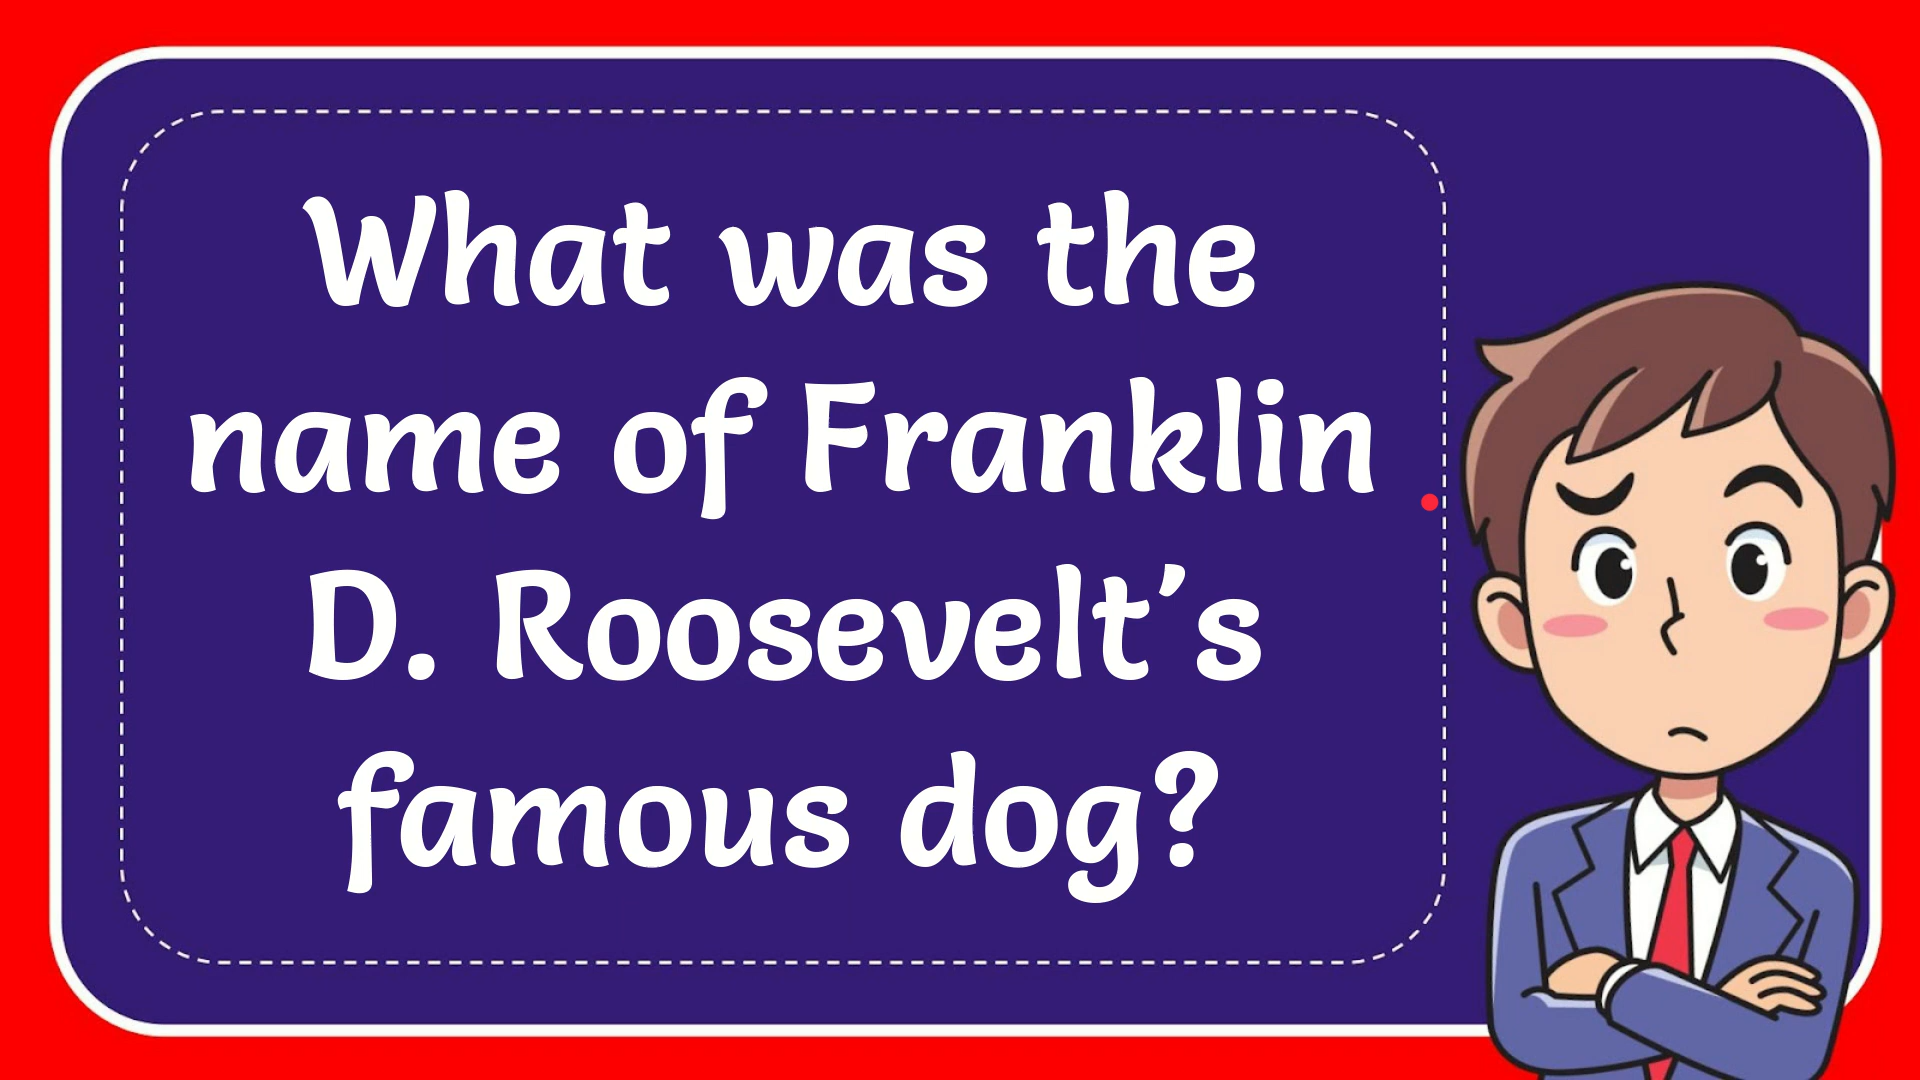 What was the
name of Franklin
D. Roosevelt's
famous dog?